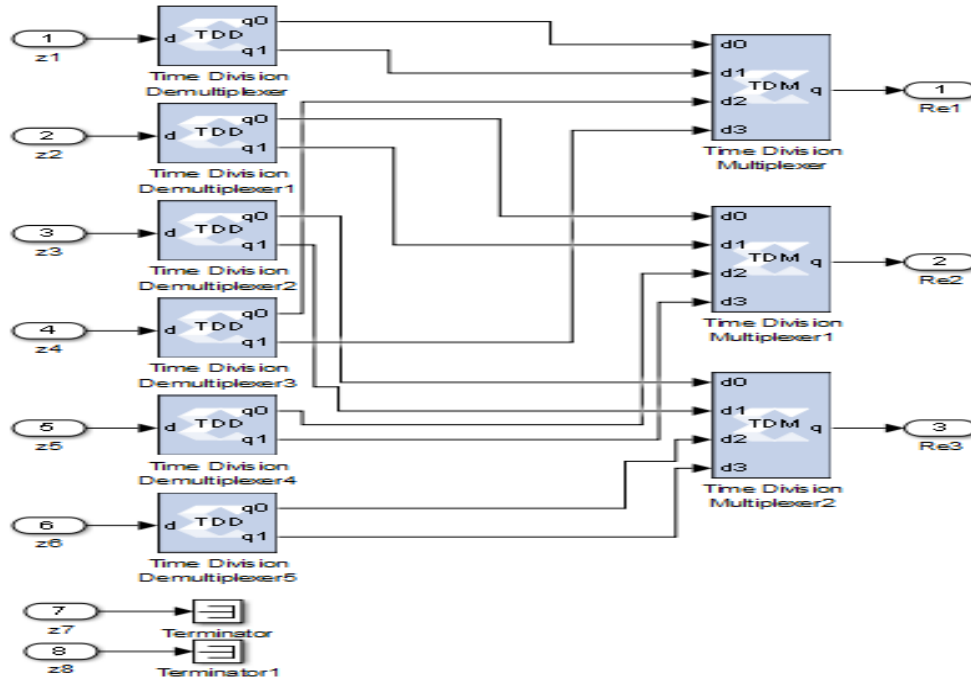 1
z1
d TDD q0
q1
Time Division
Demultiplexer
2
z2
d TDD q0
q1
Time Division
Demultiplexer1
3
z3
d TDD q0
q1
Time Division
Demultiplexer2
4
z4
d TDD q0
q1
Time Division
Demultiplexer3
5
z5
d TDD q0
q1
Time Division
Demultiplexer4
6
z6
d TDD q0
q1
Time Division
Demultiplexer5
7
z7
Terminator
8
z8
Terminator1
d0
d1
TDM q
d2
d3
Time Division
Multiplexer
1
Re1
d0
d1
TDM q
d2
d3
Time Division
Multiplexer1
2
Re2
d0
d1
TDM q
d2
d3
Time Division
Multiplexer2
3
Re3